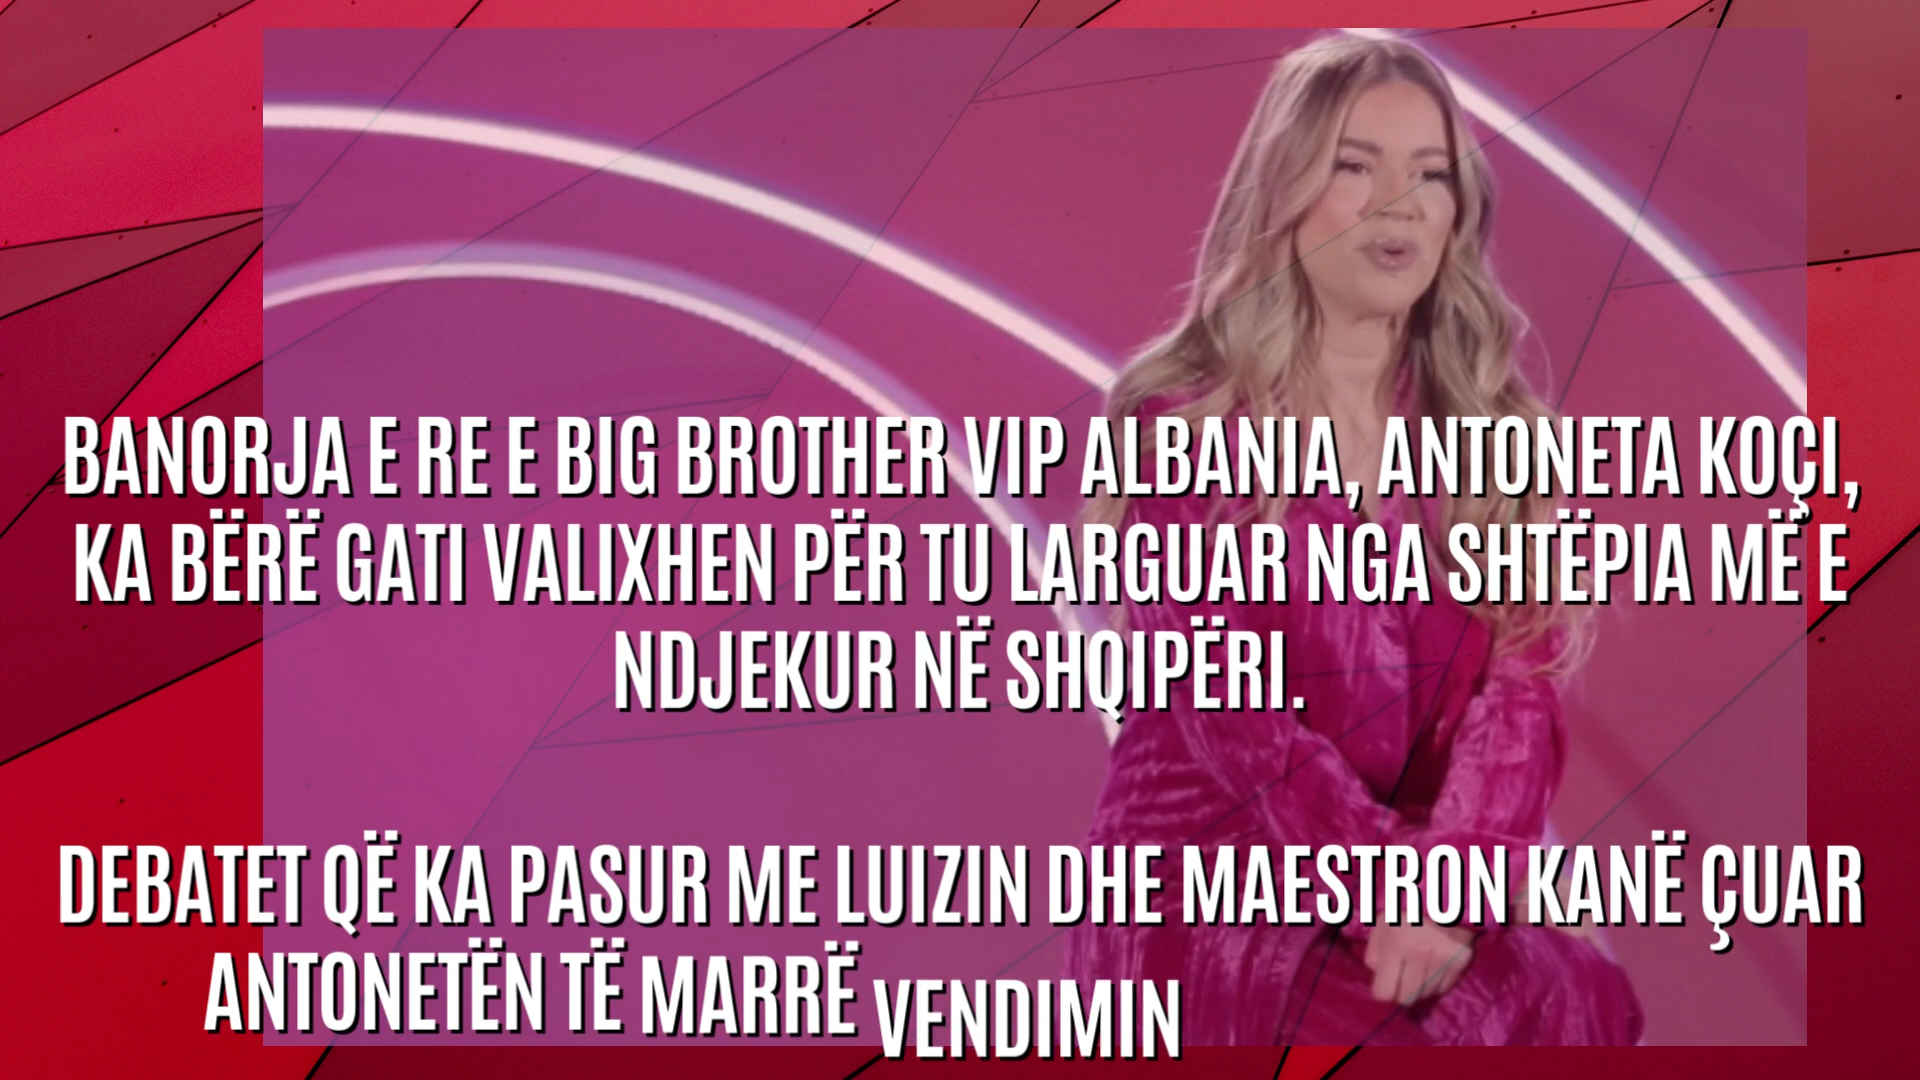 BANORJA E RE E BIG BROTHER VIP ALBANIA, ANTONETA KOÇI,
KA BËRË GATI VALIXHEN PËR TU LARGUAR NGA SHTËPIA MË E
NDJEKUR NË SHQIPËRI.
DEBATET QË KA PASUR ME LUIZIN DHE MAESTRON KANË ÇUAR
ANTONETËN TË MARRË VENDIMIN